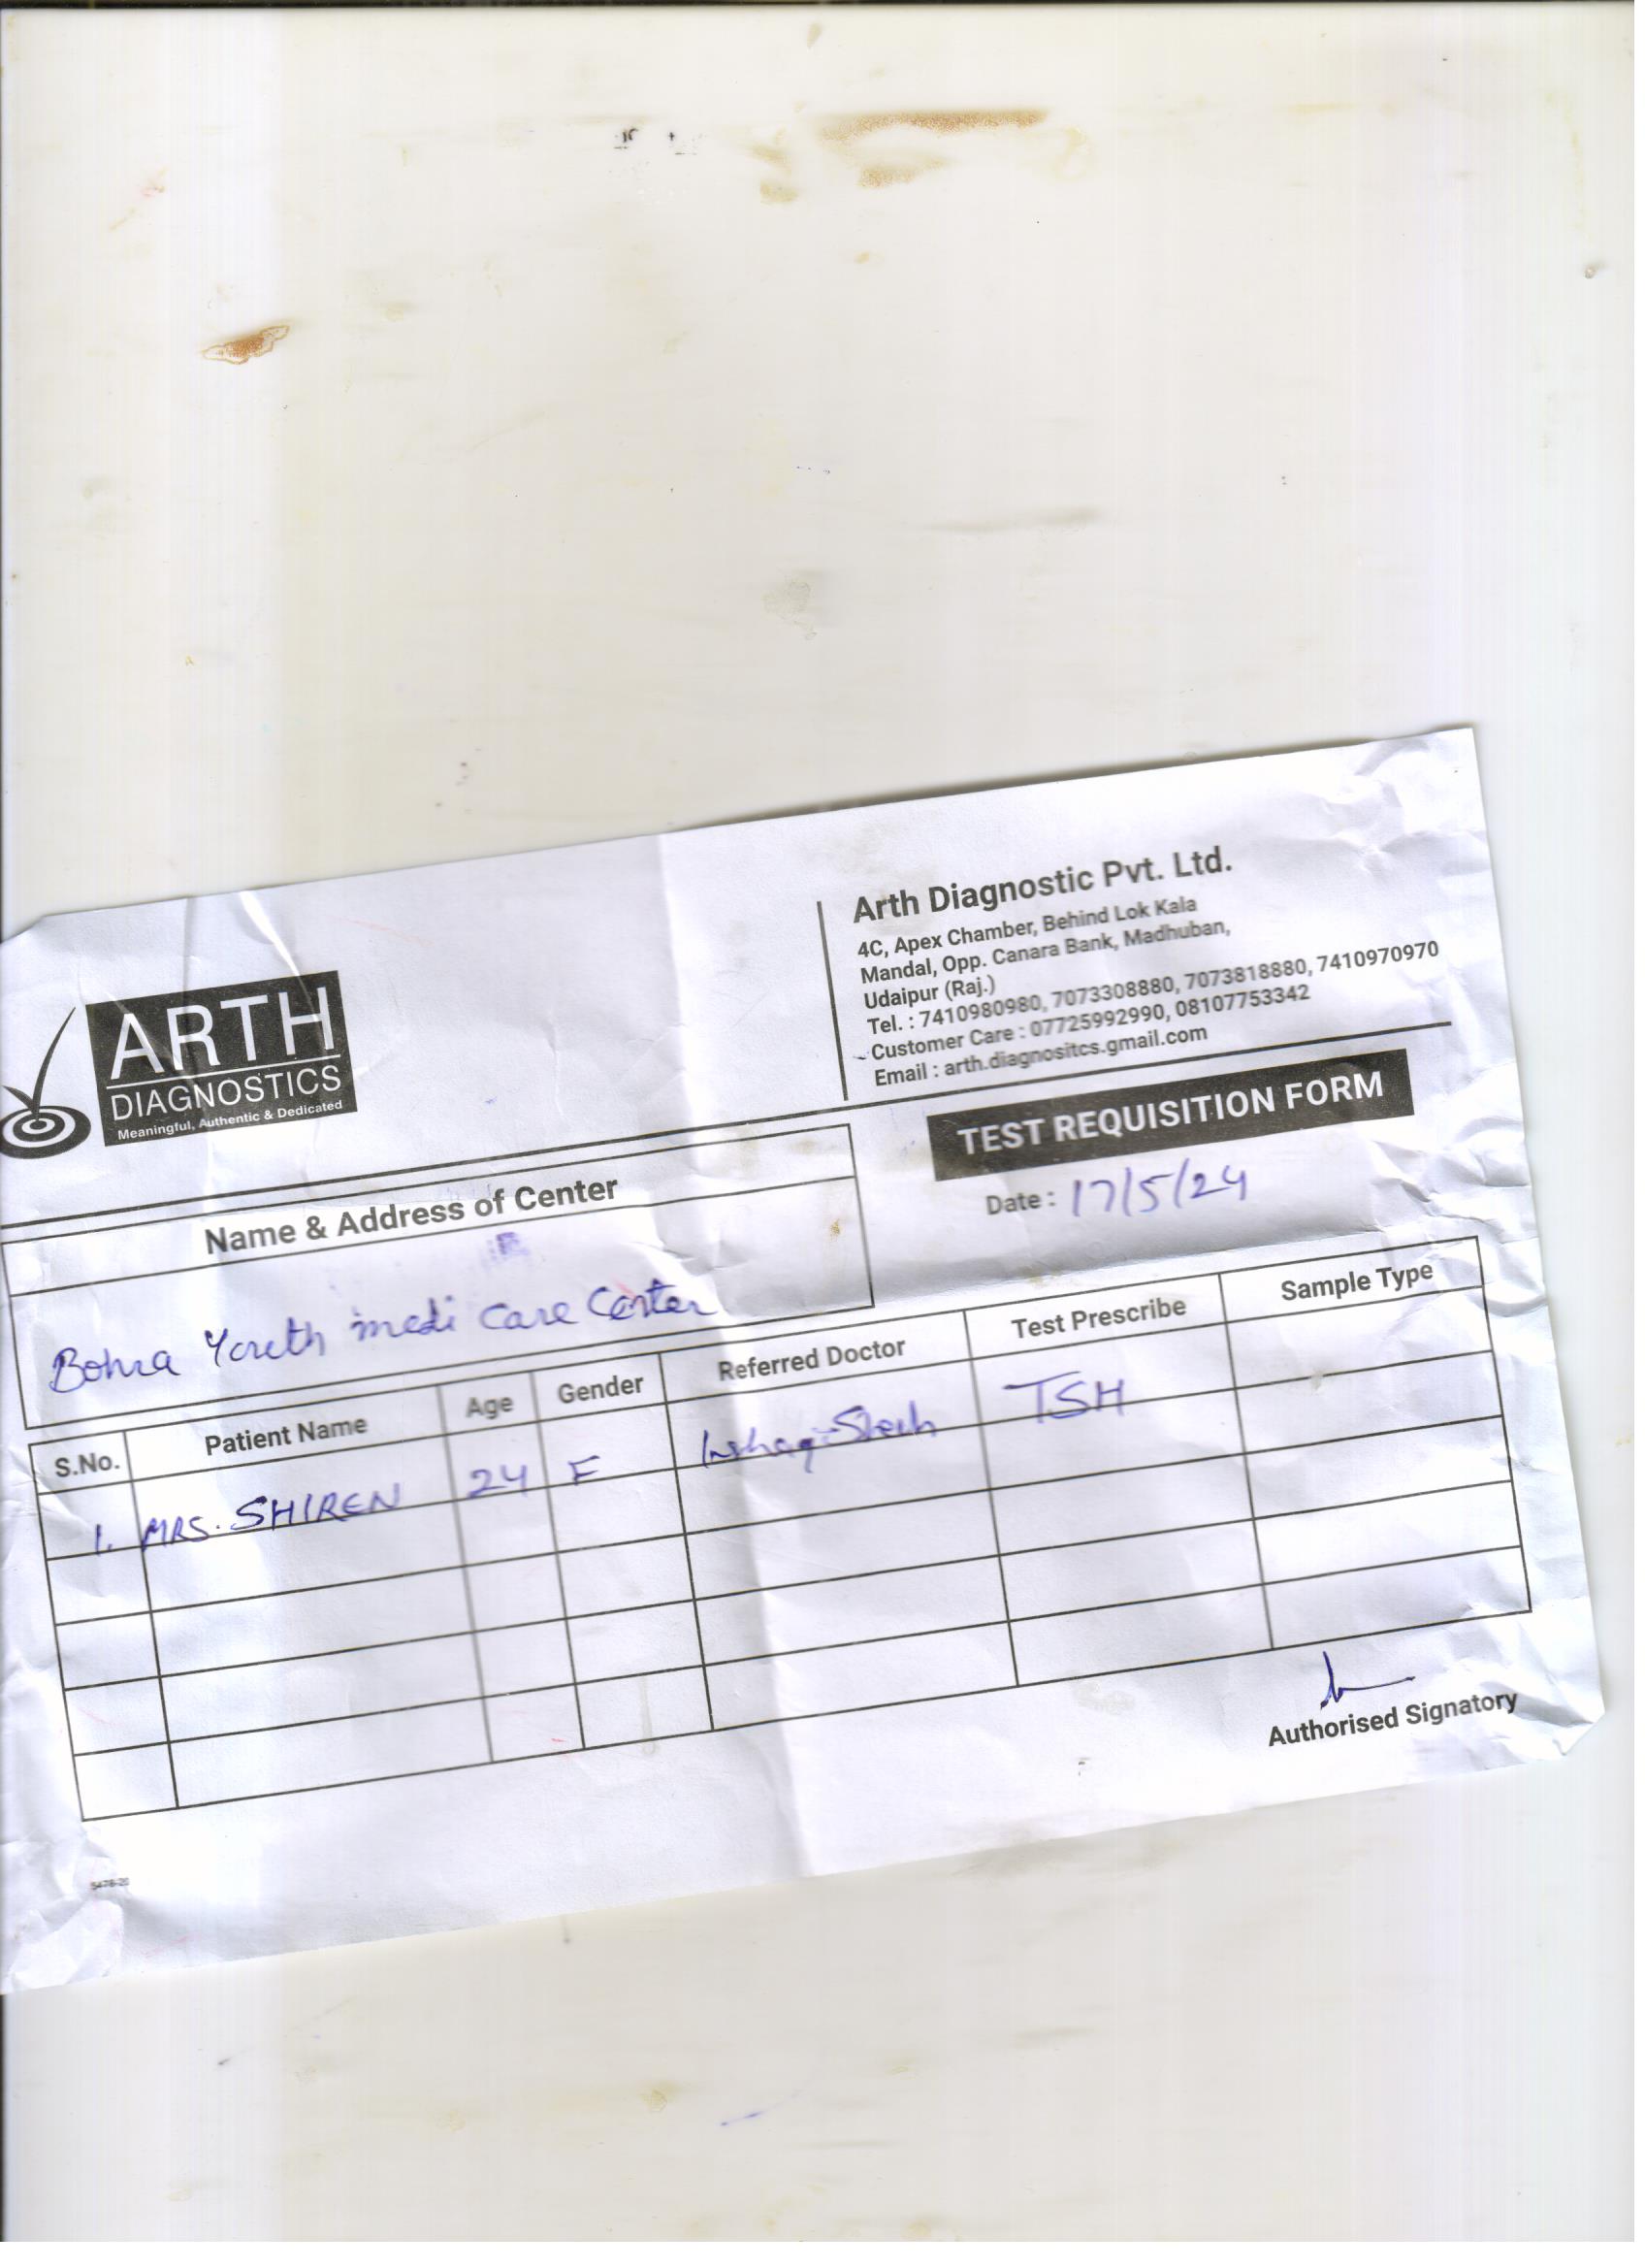 ARTH
DIAGNOSTICS
Meaningful, Authentic & Dedicated
Arth Diagnostic Pvt. Ltd.
4C, Apex Chamber, Behind Lok Kala
Mandal, Opp. Canara Bank, Madhuban,
Udaipur (Raj.)
Tel. : 7410980980, 7073308880, 7073818880, 7410970970
Customer Care : 07725992990, 08107753342
Email : arth.diagnositcs.gmail.com
TEST REQUISITION FORM
Date : 17/5/24
Name & Address of Center
Bohra Youth medi Care Center
S.No. Patient Name Age Gender Referred Doctor Test Prescribe Sample Type
1. MRS. SHIREN 24 F TSH
Authorised Signatory
5478-20